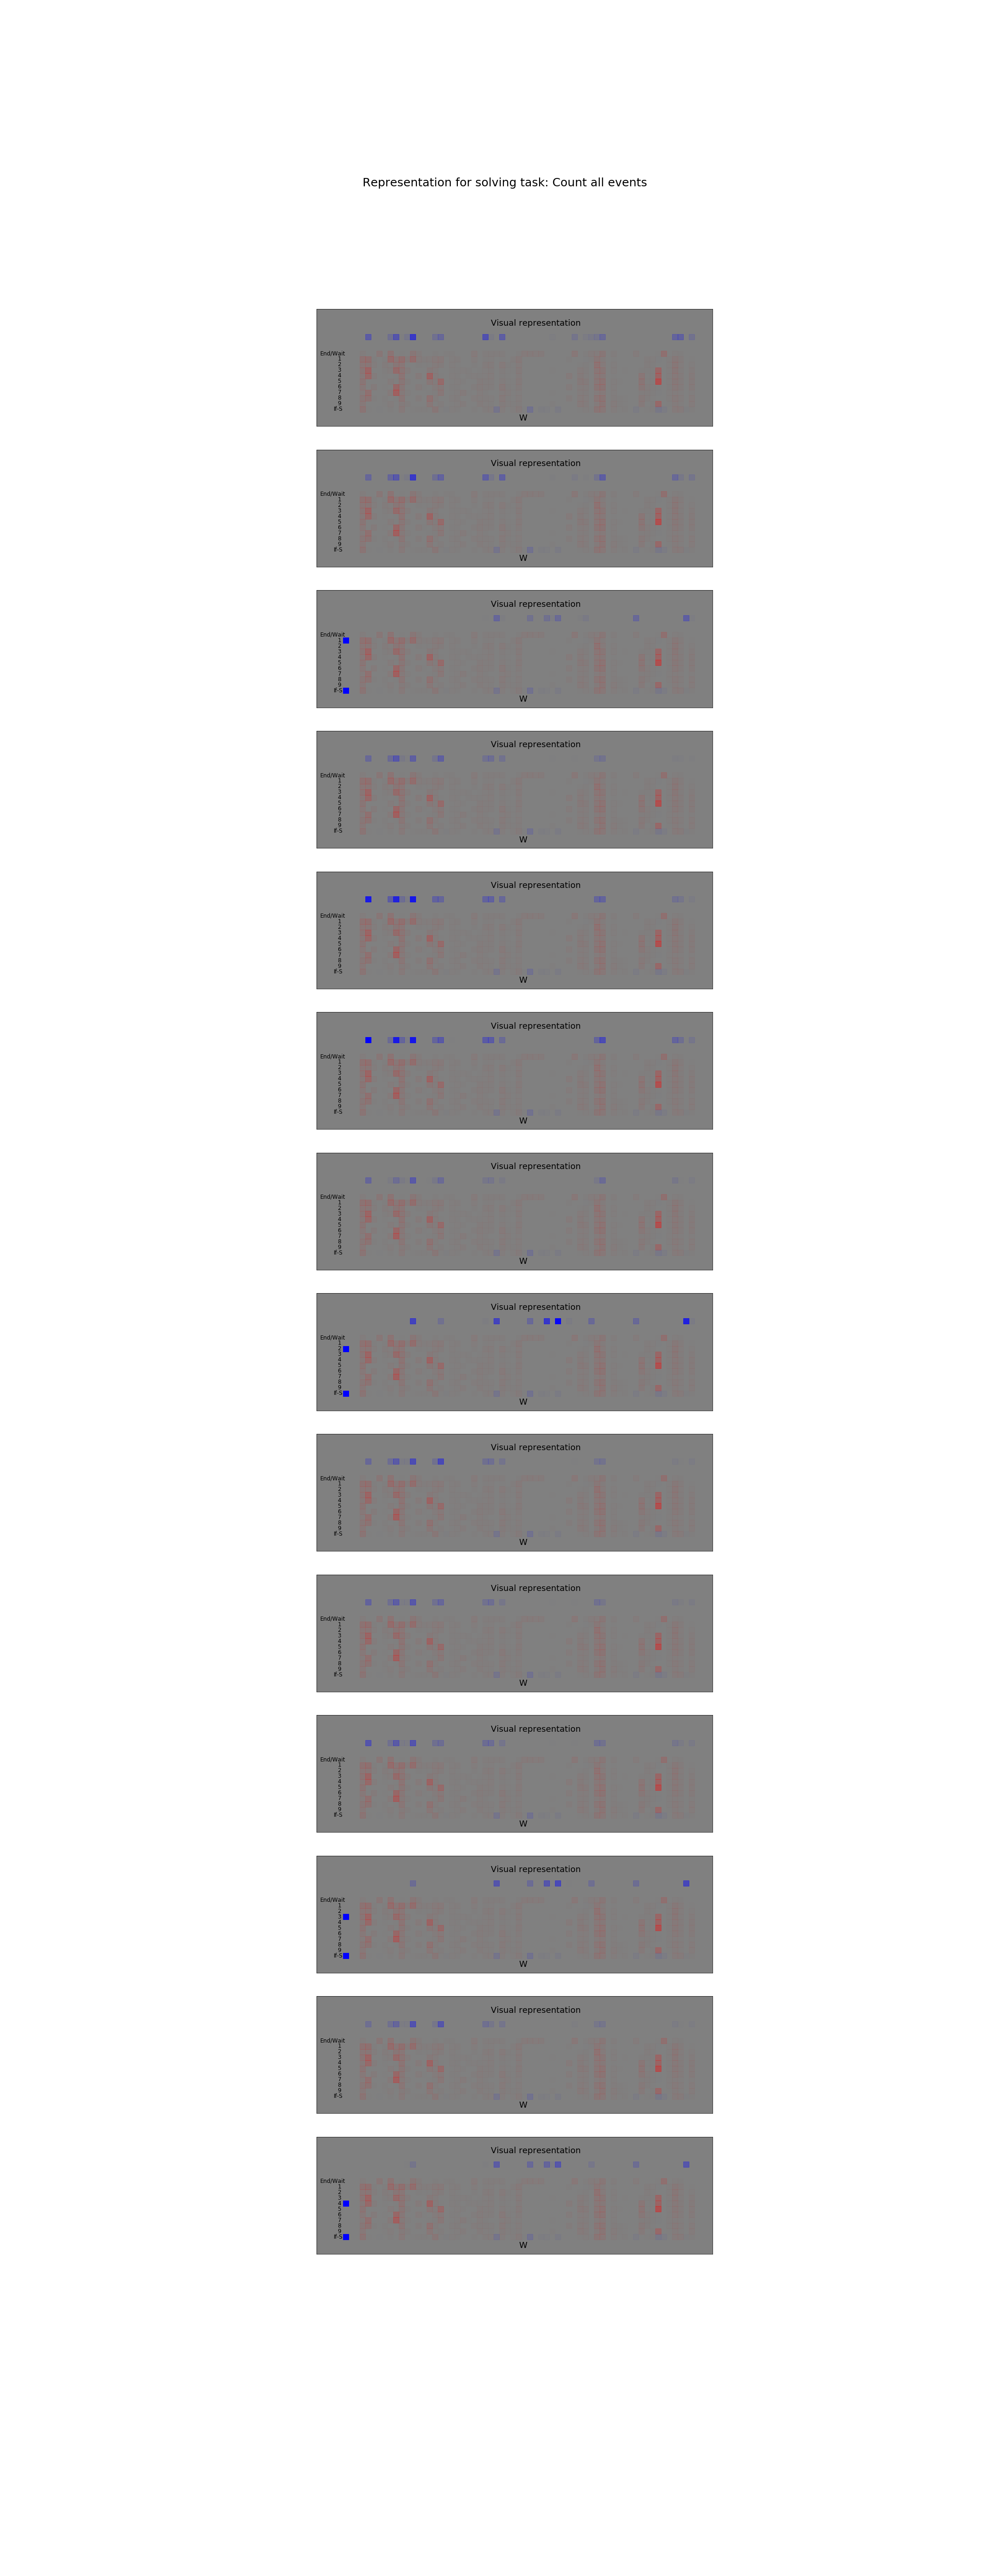 Representation for solving task: Count all events
Visual representation
End/Wait
1
2
3
4
5
6
7
8
9
If-S
W
Visual representation
End/Wait
1
2
3
4
5
6
7
8
9
If-S
W
Visual representation
End/Wait
1
2
3
4
5
6
7
8
9
If-S
W
Visual representation
End/Wait
1
2
3
4
5
6
7
8
9
If-S
W
Visual representation
End/Wait
1
2
3
4
5
6
7
8
9
If-S
W
Visual representation
End/Wait
1
2
3
4
5
6
7
8
9
If-S
W
Visual representation
End/Wait
1
2
3
4
5
6
7
8
9
If-S
W
Visual representation
End/Wait
1
2
3
4
5
6
7
8
9
If-S
W
Visual representation
End/Wait
1
2
3
4
5
6
7
8
9
If-S
W
Visual representation
End/Wait
1
2
3
4
5
6
7
8
9
If-S
W
Visual representation
End/Wait
1
2
3
4
5
6
7
8
9
If-S
W
Visual representation
End/Wait
1
2
3
4
5
6
7
8
9
If-S
W
Visual representation
End/Wait
1
2
3
4
5
6
7
8
9
If-S
W
Visual representation
End/Wait
1
2
3
4
5
6
7
8
9
If-S
W